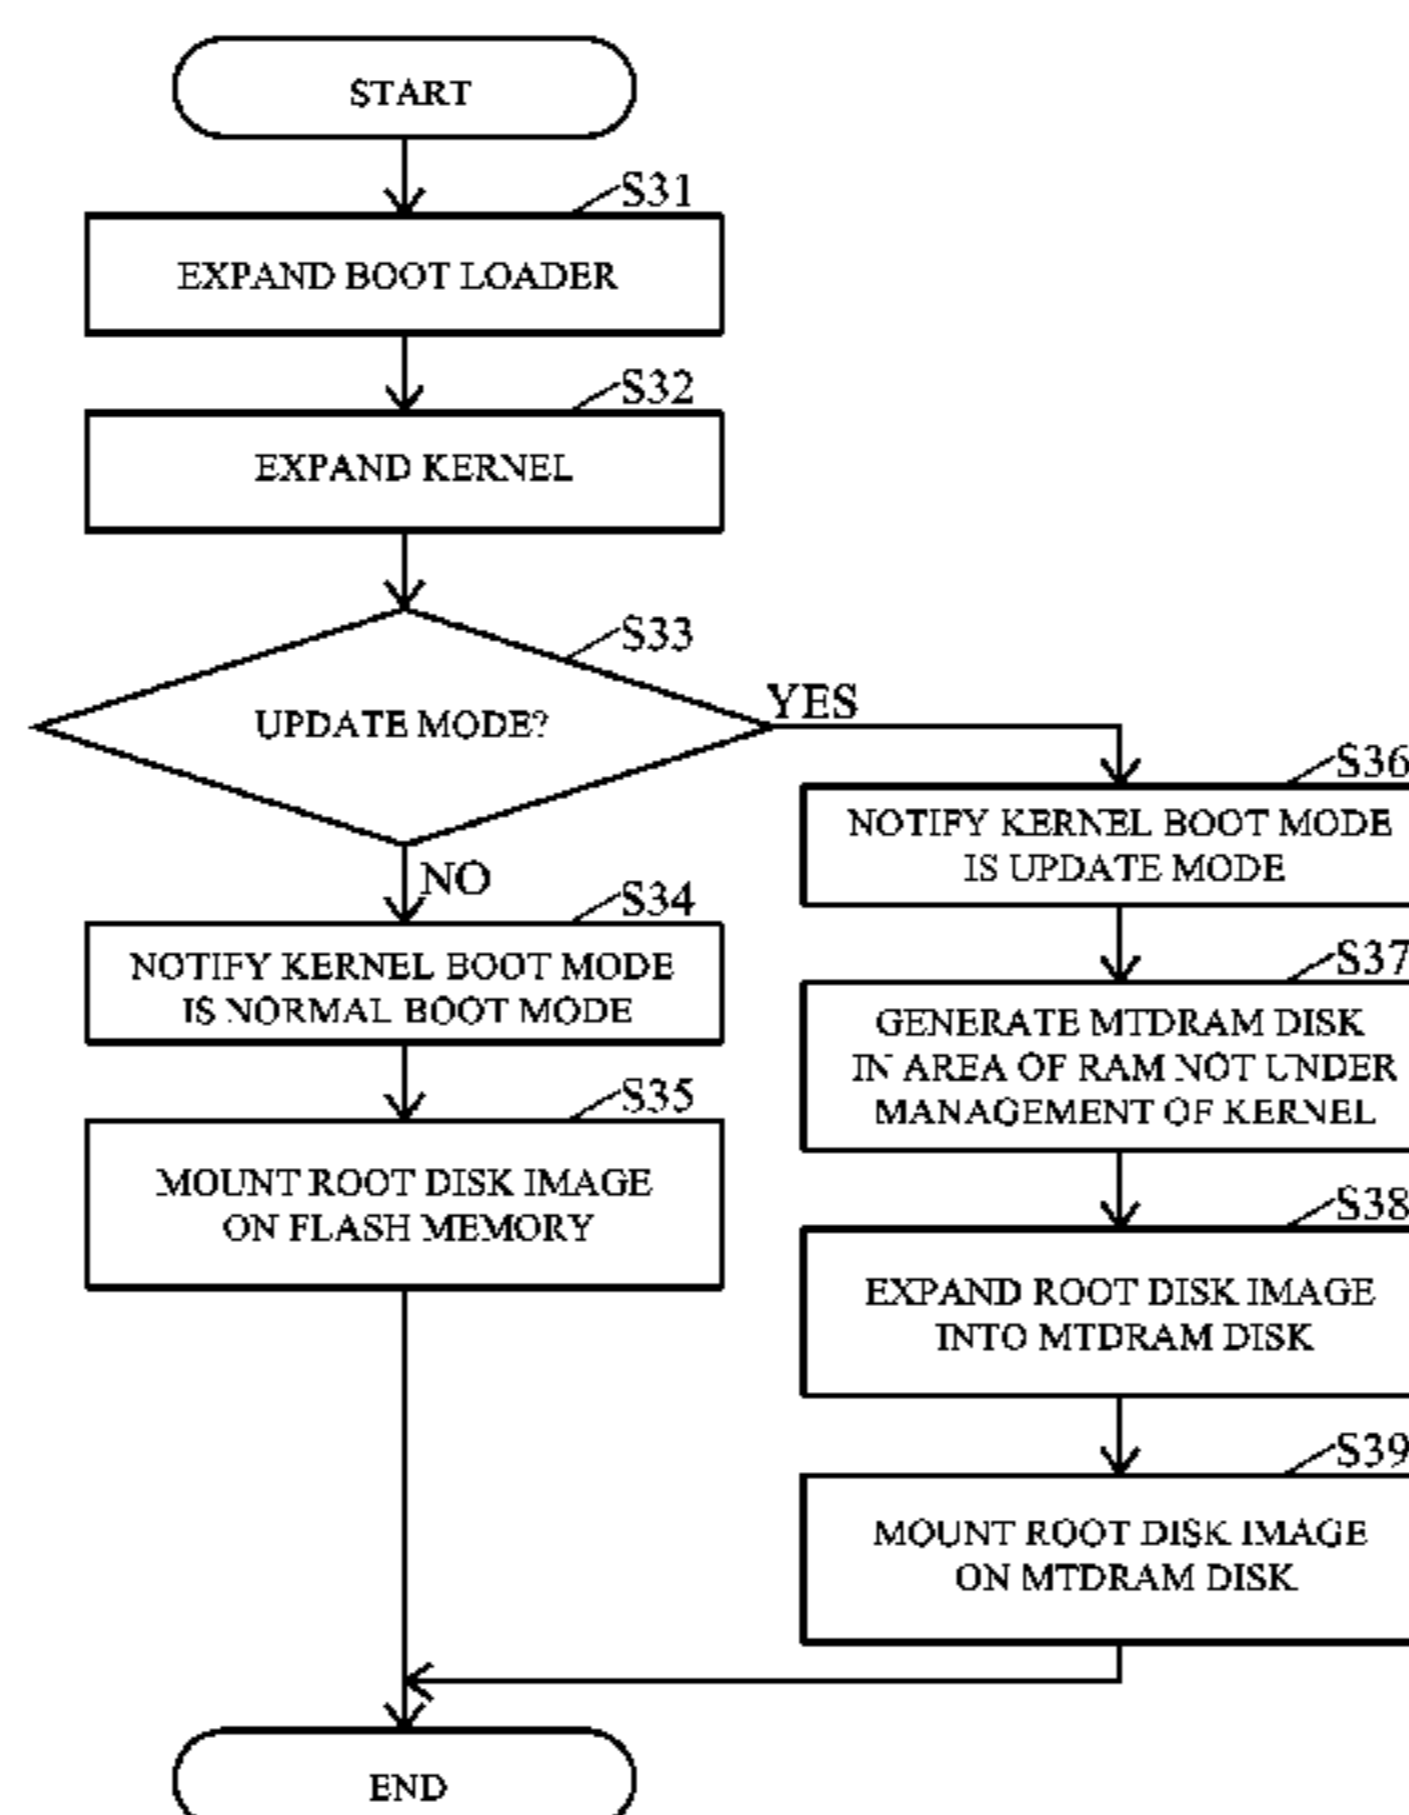 START
S31
EXPAND BOOT LOADER
S32
EXPAND KERNEL
S33
UPDATE MODE?
YES
NO
S34
NOTIFY KERNEL BOOT MODE
IS NORMAL BOOT MODE
S35
MOUNT ROOT DISK IMAGE
ON FLASH MEMORY
S36
NOTIFY KERNEL BOOT MODE
IS UPDATE MODE
S37
GENERATE MTDRAM DISK
IN AREA OF RAM NOT UNDER
MANAGEMENT OF KERNEL
S38
EXPAND ROOT DISK IMAGE
INTO MTDRAM DISK
S39
MOUNT ROOT DISK IMAGE
ON MTDRAM DISK
END